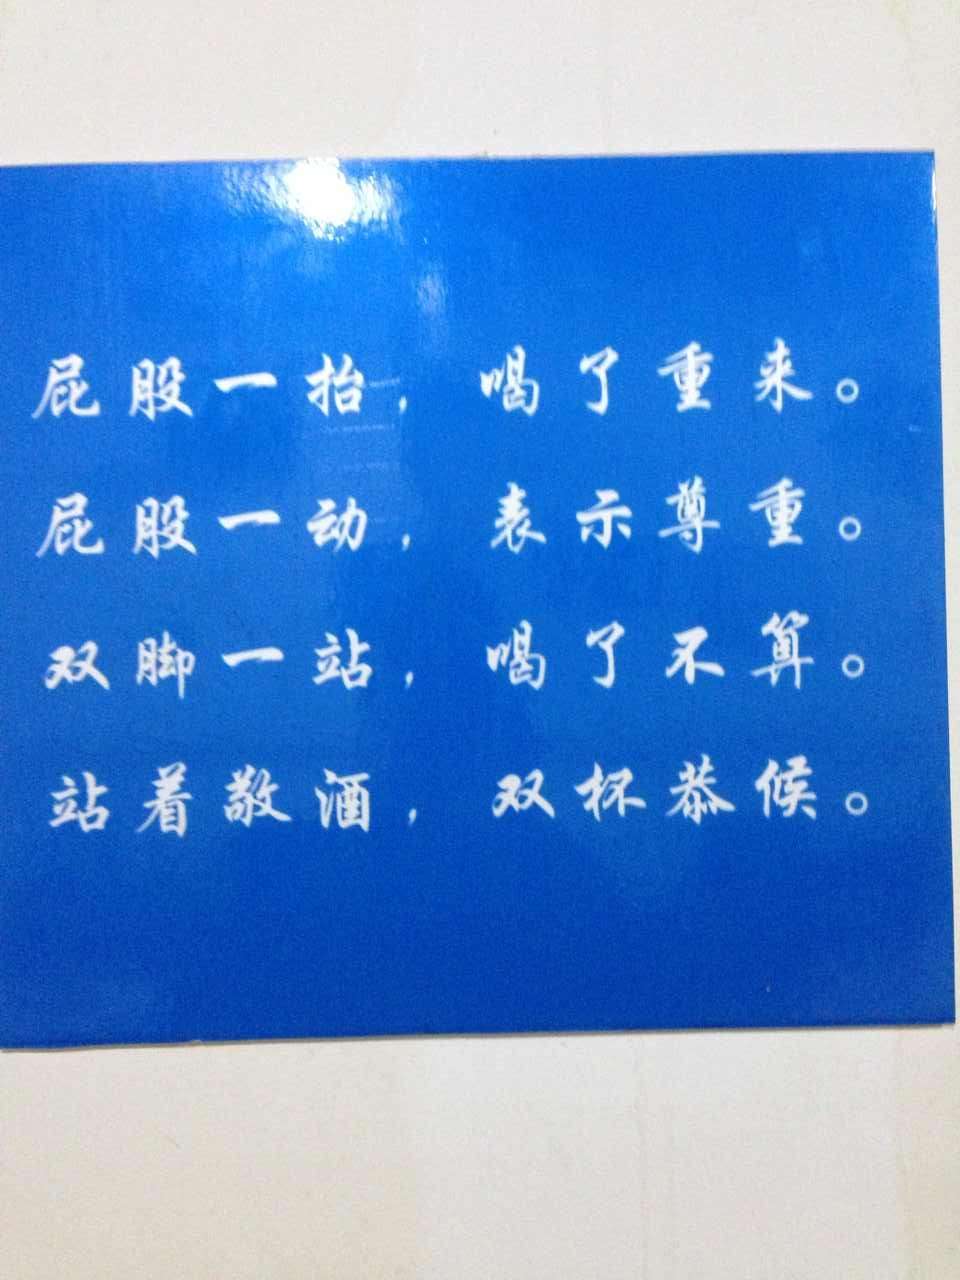 屁股一抬，喝了重来。
屁股一动，表示尊重。
双脚一站，喝了不算。
站着敬酒，双杯恭候。